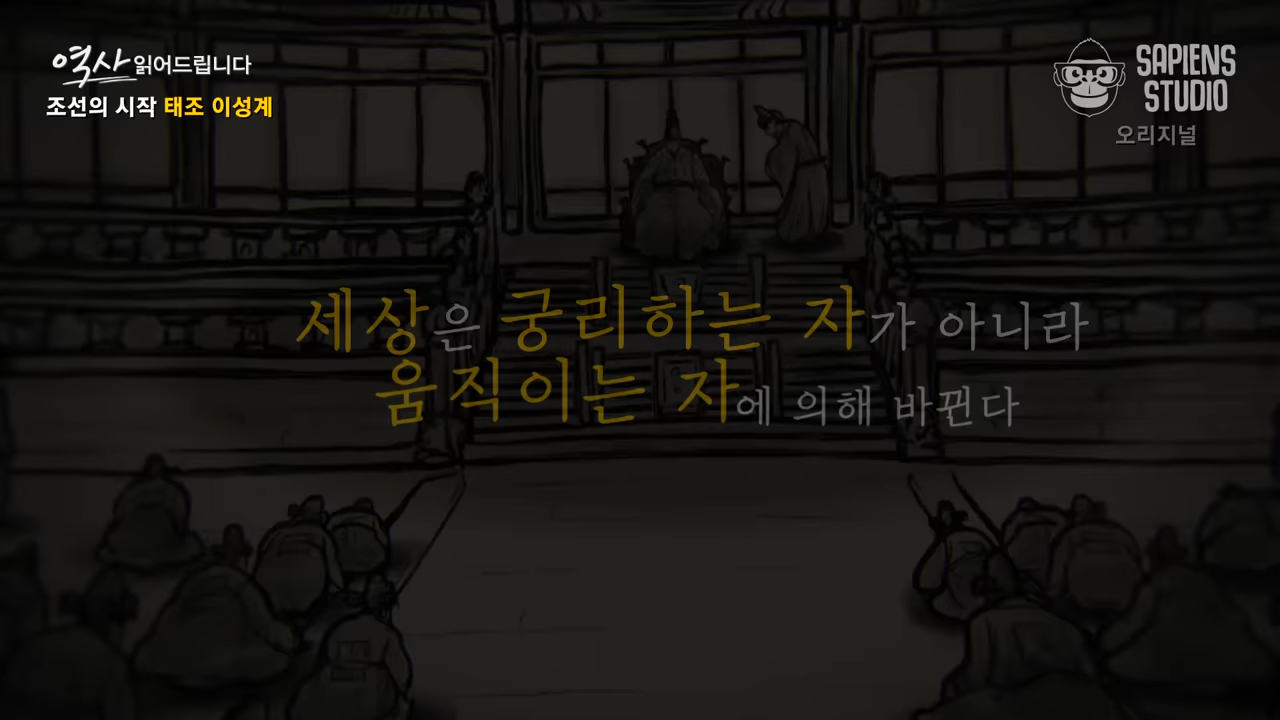 역사 읽어드립니다
조선의 시작 태조 이성계
SAPIENS
STUDIO
오리지널
세상은 궁리하는 자가 아니라
움직이는 자에 의해 바뀐다